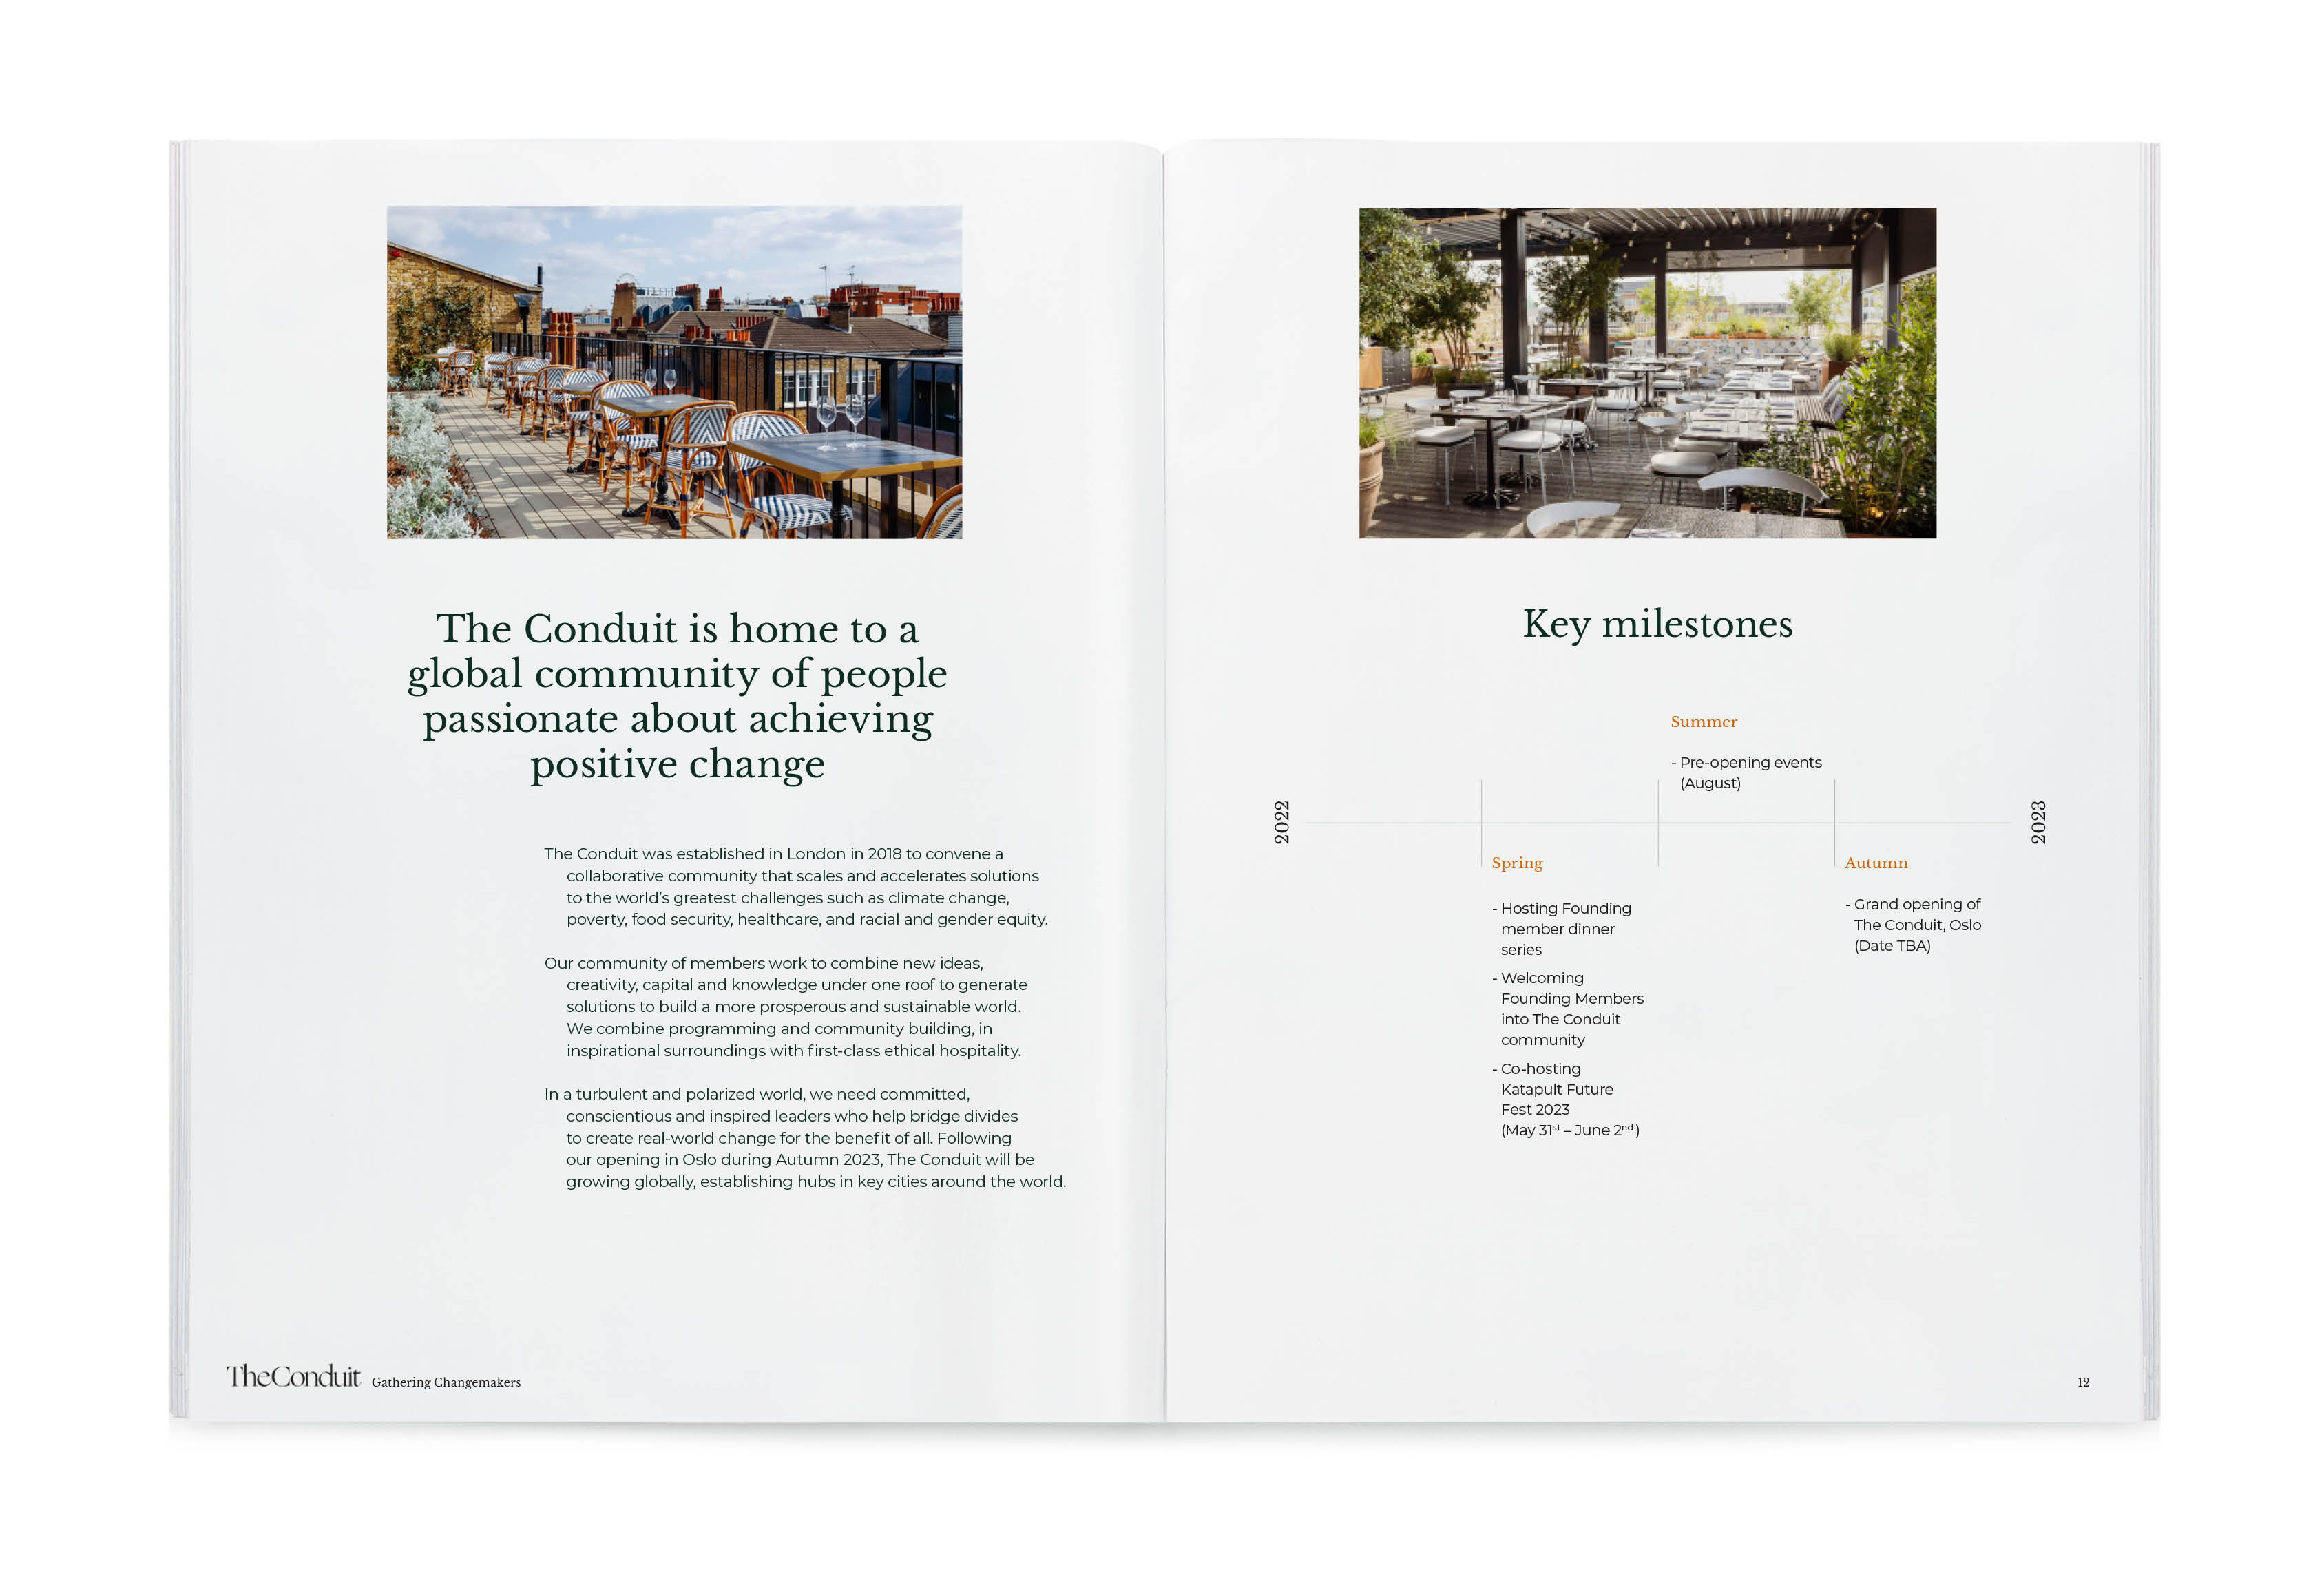 The Conduit is home to a
global community of people
passionate about achieving
positive change
The Conduit was established in London in 2018 to convene a
collaborative community that scales and accelerates solutions
to the world’s greatest challenges such as climate change,
poverty, food security, healthcare, and racial and gender equity.
Our community of members work to combine new ideas,
creativity, capital and knowledge under one roof to generate
solutions to build a more prosperous and sustainable world.
We combine programming and community building, in
inspirational surroundings with first-class ethical hospitality.
In a turbulent and polarized world, we need committed,
conscientious and inspired leaders who help bridge divides
to create real-world change for the benefit of all. Following
our opening in Oslo during Autumn 2023, The Conduit will be
growing globally, establishing hubs in key cities around the world.
TheConduit Gathering Changemakers
Key milestones
2022
Spring
- Hosting Founding
member dinner
series
- Welcoming
Founding Members
into The Conduit
community
- Co-hosting
Katapult Future
Fest 2023
(May 31st – June 2nd)
Summer
- Pre-opening events
(August)
Autumn
- Grand opening of
The Conduit, Oslo
(Date TBA)
2023
12